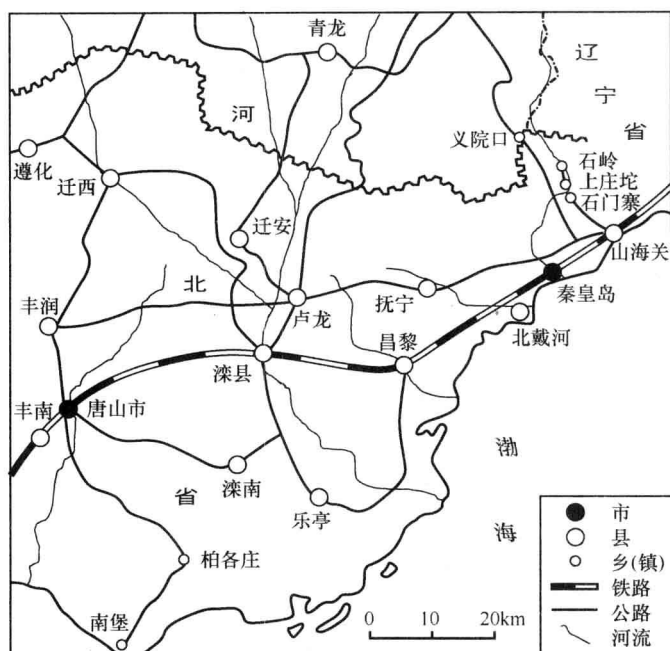 青龙
辽
宁
省
河
义院口
石岭
上庄坨
石门寨
遵化
迁西
迁安
山海关
北
抚宁
秦皇岛
丰润
卢龙
北戴河
昌黎
滦县
丰南
唐山市
渤
海
滦南
省
乐亭
柏各庄
南堡
0 10 20km
市
县
乡(镇)
铁路
公路
河流